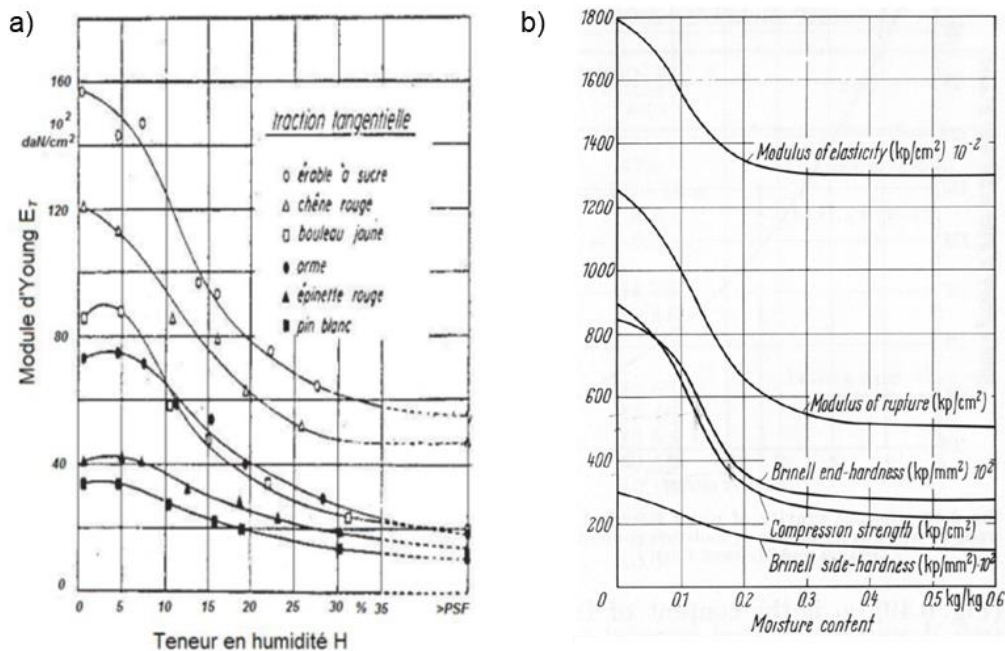 a)
160
10²
daN/cm²
120
80
40
0
Module d'Young E_T
traction tangentielle
érable à sucre
chêne rouge
bouleau jaune
orme
épinette rouge
pin blanc
0 5 10 15 20 25 30 % 35 >PSF
Teneur en humidité H
b)
1800
1600
1400
1200
1000
800
600
400
200
0
Modulus of elasticity (kp/cm²) 10⁻²
Modulus of rupture (kp/cm²)
Brinell end-hardness (kp/mm²) 10²
Compression strength (kp/cm²)
Brinell side-hardness (kp/mm²)·10²
0 0.1 0.2 0.3 0.4 0.5 kg/kg 0.6
Moisture content